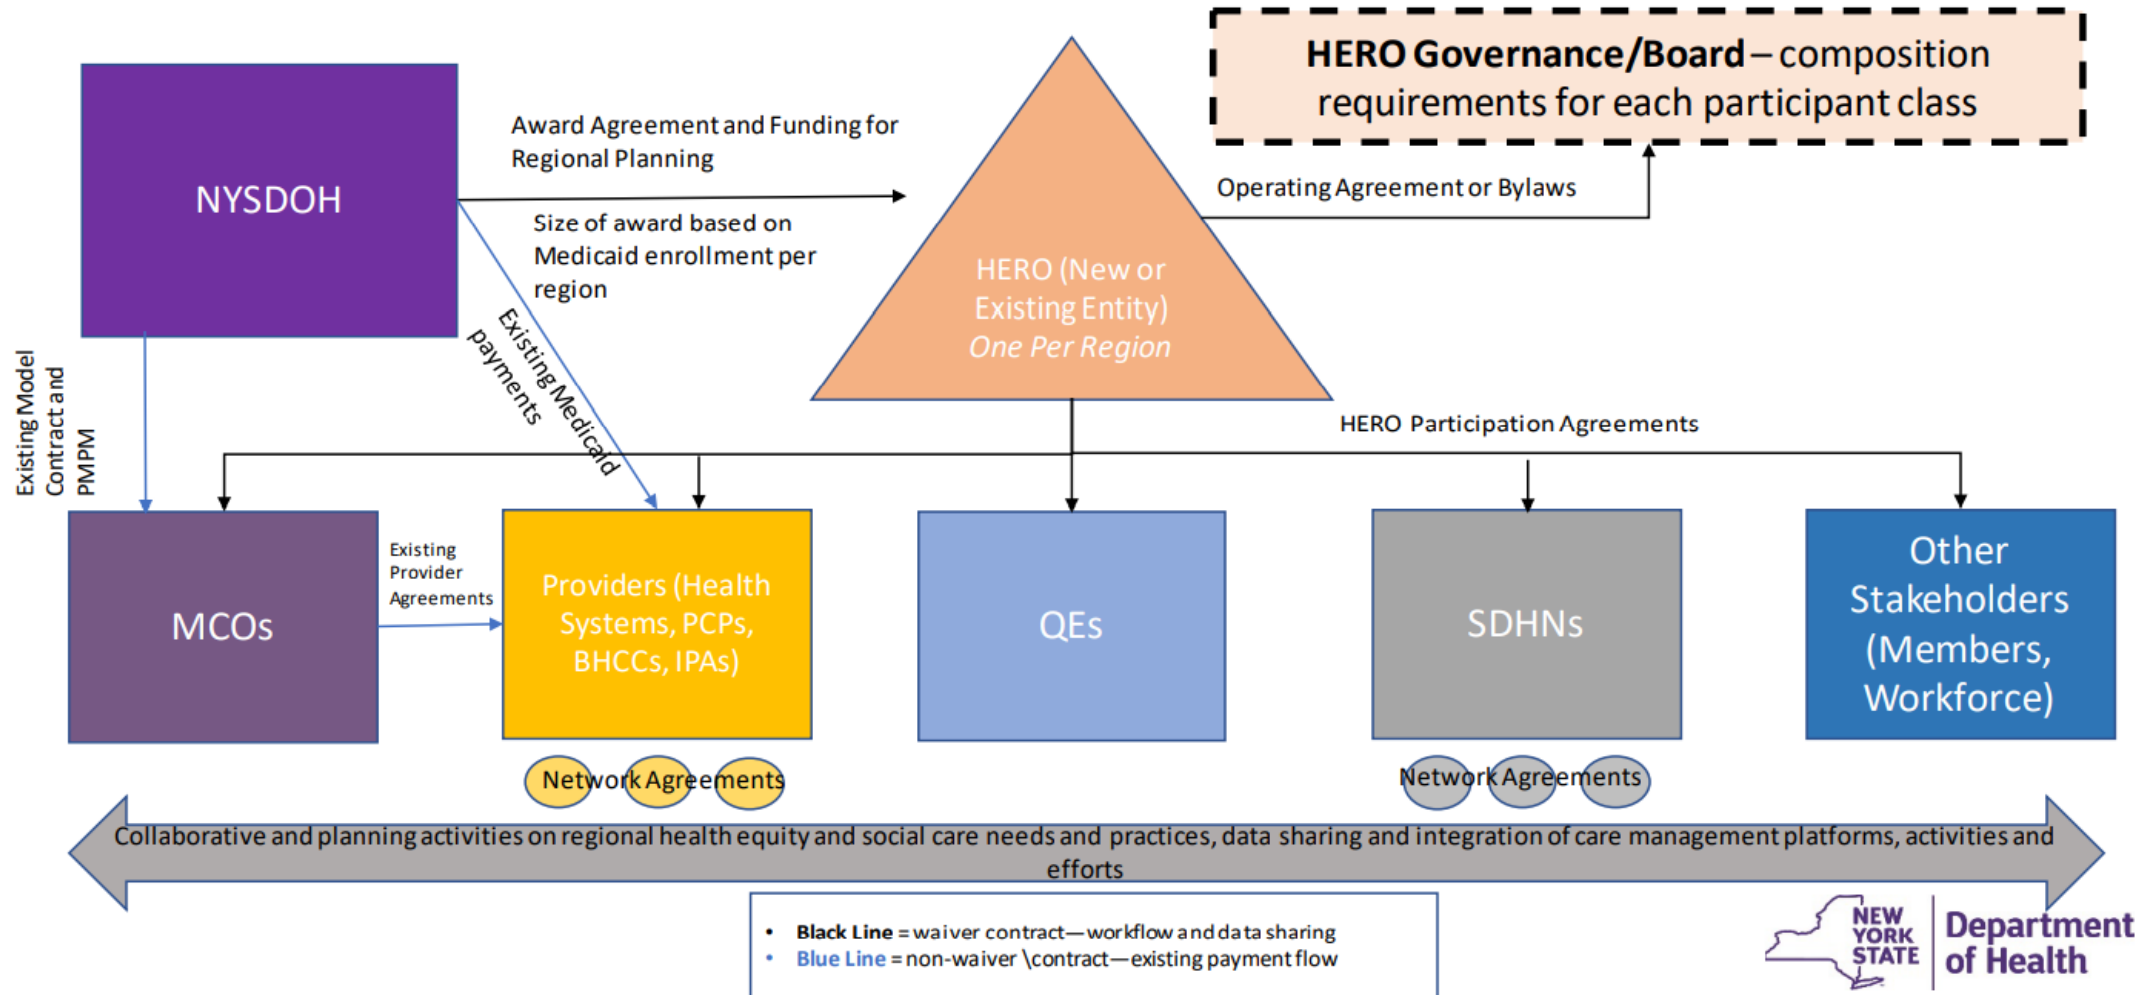 HERO Governance/Board – composition
requirements for each participant class
NYSDOH
Award Agreement and Funding for
Regional Planning
Size of award based on
Medicaid enrollment per
region
Operating Agreement or Bylaws
HERO (New or
Existing Entity)
One Per Region
Existing Model
Contract and
PMPM
Existing Medicaid
payments
HERO Participation Agreements
MCOs
Existing
Provider
Agreements
Providers (Health
Systems, PCPs,
BHCCs, IPAs)
QEs
SDHNs
Other
Stakeholders
(Members,
Workforce)
Network Agreements
Network Agreements
Collaborative and planning activities on regional health equity and social care needs and practices, data sharing and integration of care management platforms, activities and
efforts
• Black Line = waiver contract—workflow and data sharing
• Blue Line = non-waiver \contract—existing payment flow
NEW
YORK
STATE
Department
of Health